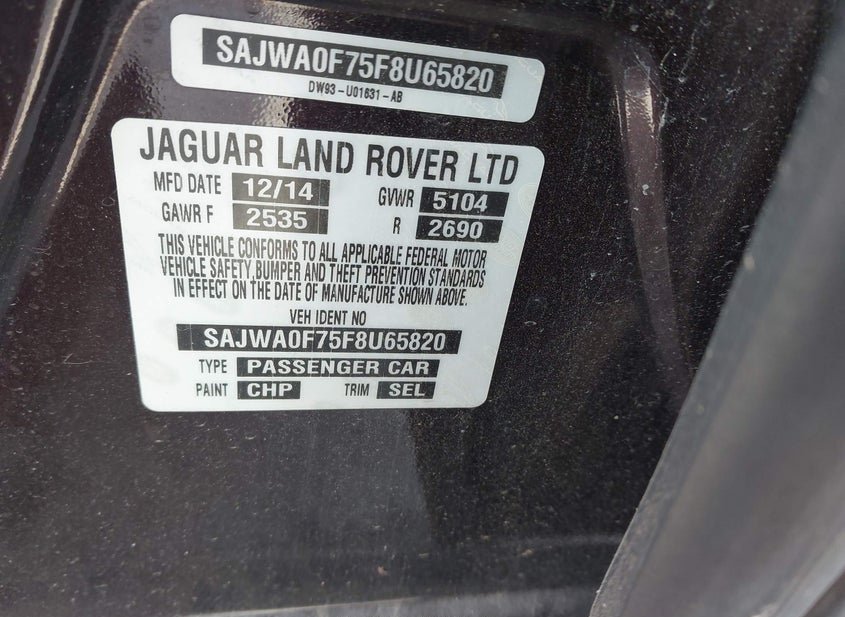 SAJWA0F75F8U65820
DW93-U01631-AB
JAGUAR LAND ROVER LTD
MFD DATE 12/14 GVWR 5104
GAWR F 2535 R 2690
THIS VEHICLE CONFORMS TO ALL APPLICABLE FEDERAL MOTOR
VEHICLE SAFETY,BUMPER AND THEFT PREVENTION STANDARDS
IN EFFECT ON THE DATE OF MANUFACTURE SHOWN ABOVE.
VEH IDENT NO
SAJWA0F75F8U65820
TYPE PASSENGER CAR
PAINT CHP TRIM SEL